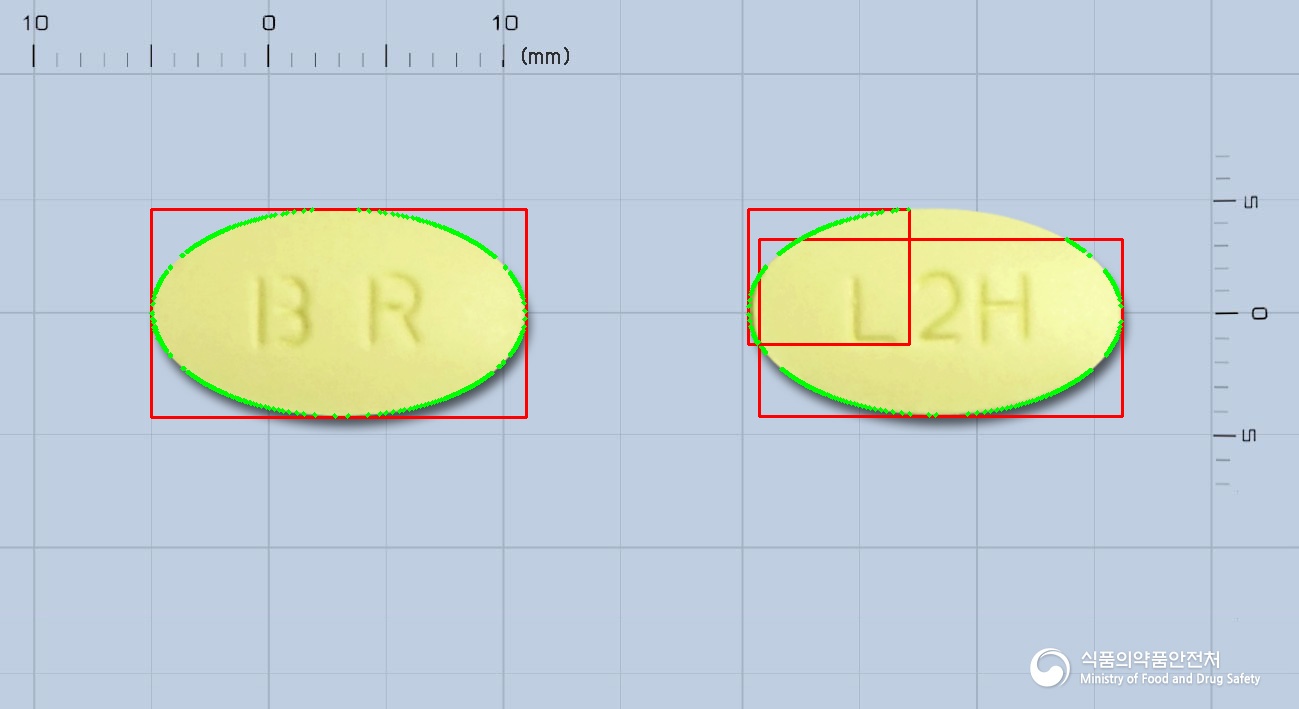 10 0 10
(mm)
5
0
5
B R
L2H
식품의약품안전처
Ministry of Food and Drug Safety